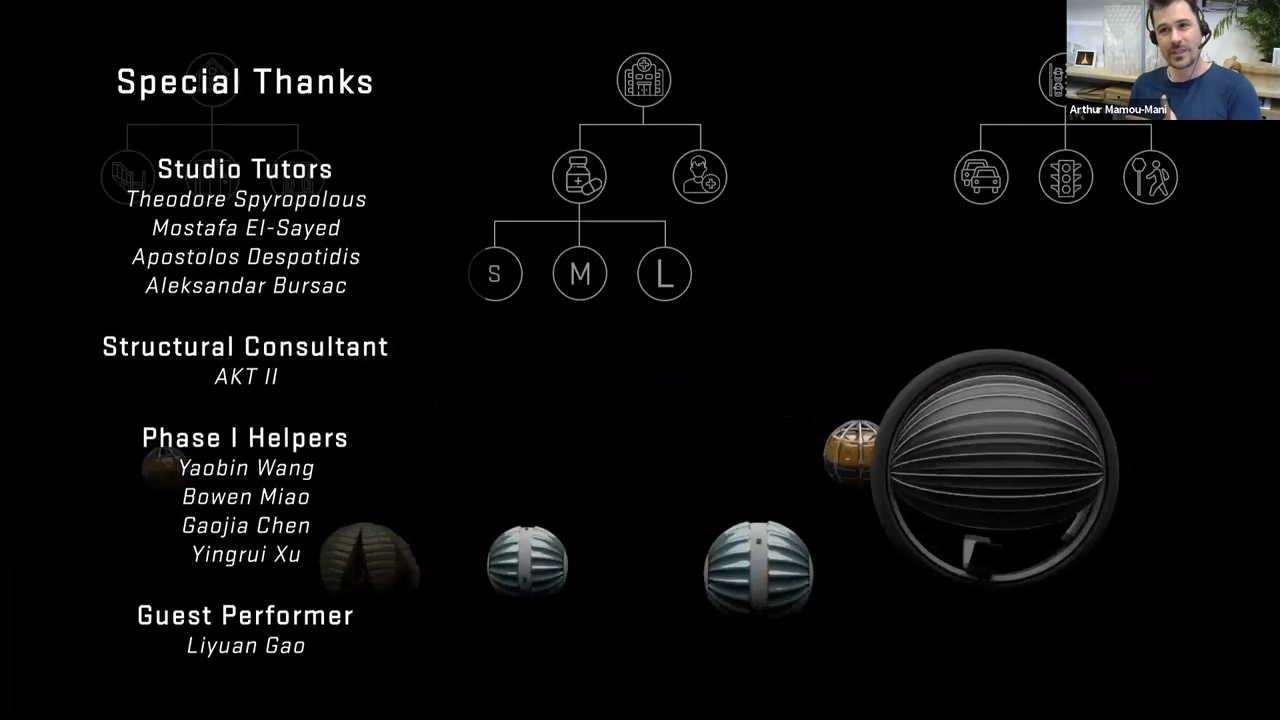 Special Thanks
Studio Tutors
Theodore Spyropolous
Mostafa El-Sayed
Apostolos Despotidis
Aleksandar Bursac
Structural Consultant
AKT II
Phase I Helpers
Yaobin Wang
Bowen Miao
Gaojia Chen
Yingrui Xu
Guest Performer
Liyuan Gao
S
M
L
Arthur Mamou-Mani